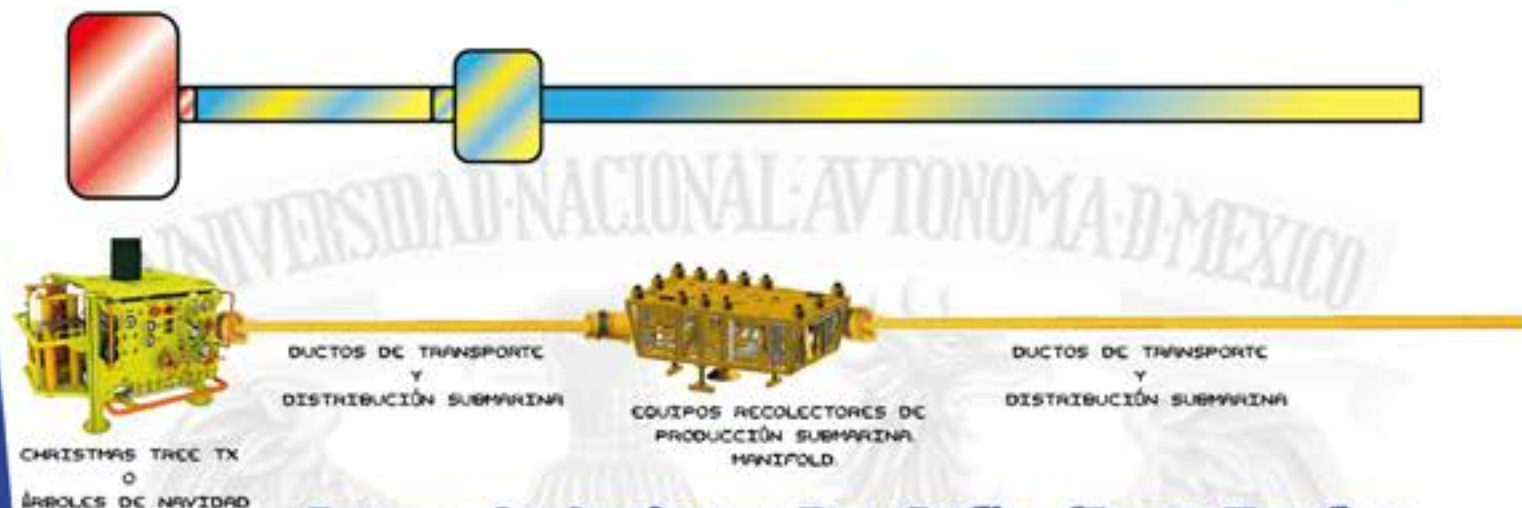 UNIVERSIDAD·NACIONAL·AVTONOMA·D·MEXICO
DUCTOS DE TRANSPORTE
Y
DISTRIBUCIÓN SUBMARINA
EQUIPOS RECOLECTORES DE
PRODUCCIÓN SUBMARINA
MANIFOLD.
DUCTOS DE TRANSPORTE
Y
DISTRIBUCIÓN SUBMARINA
CHRISTMAS TREE TX
O
ÁRBOLES DE NAVIDAD